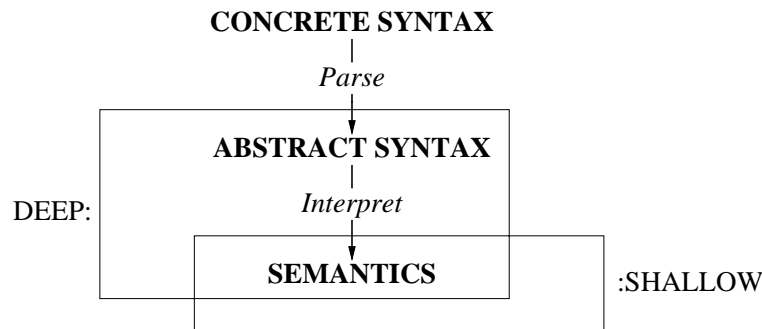 CONCRETE SYNTAX
Parse
ABSTRACT SYNTAX
DEEP:
Interpret
SEMANTICS
:SHALLOW